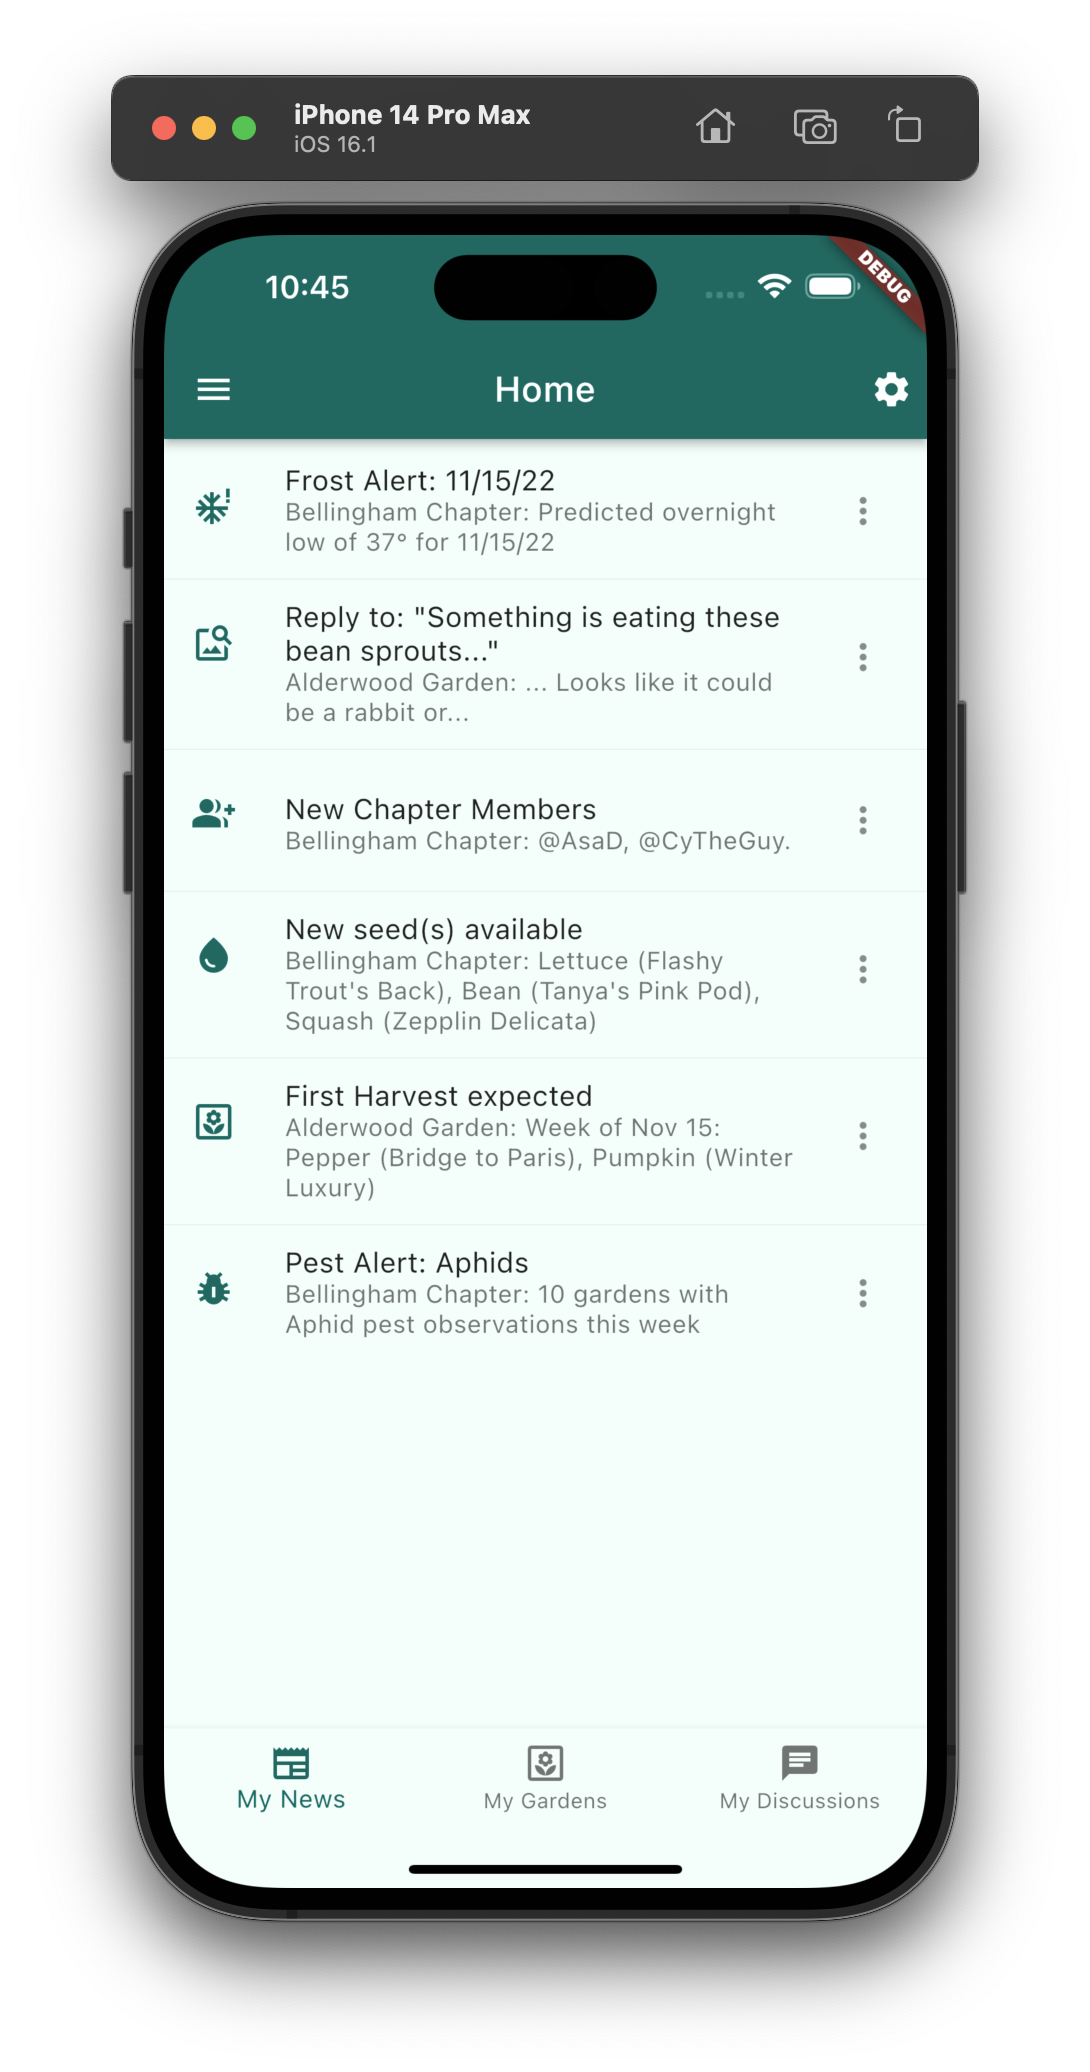 iPhone 14 Pro Max
iOS 16.1
10:45
DEBUG
Home
Frost Alert: 11/15/22
Bellingham Chapter: Predicted overnight
low of 37° for 11/15/22
Reply to: "Something is eating these
bean sprouts..."
Alderwood Garden: ... Looks like it could
be a rabbit or...
New Chapter Members
Bellingham Chapter: @AsaD, @CyTheGuy.
New seed(s) available
Bellingham Chapter: Lettuce (Flashy
Trout's Back), Bean (Tanya's Pink Pod),
Squash (Zepplin Delicata)
First Harvest expected
Alderwood Garden: Week of Nov 15:
Pepper (Bridge to Paris), Pumpkin (Winter
Luxury)
Pest Alert: Aphids
Bellingham Chapter: 10 gardens with
Aphid pest observations this week
My News
My Gardens
My Discussions